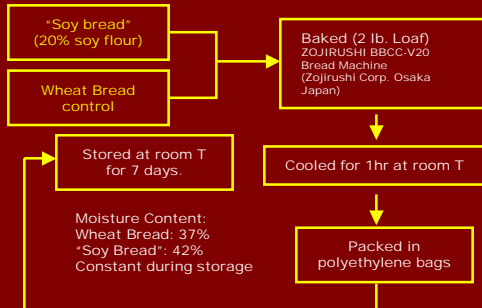 "Soy bread"
(20% soy flour)
Wheat Bread
control
Baked (2 lb. Loaf)
ZOJIRUSHI BBCC-V20
Bread Machine
(Zojirushi Corp. Osaka
Japan)
Cooled for 1hr at room T
Packed in
polyethylene bags
Stored at room T
for 7 days.
Moisture Content:
Wheat Bread: 37%
"Soy Bread": 42%
Constant during storage